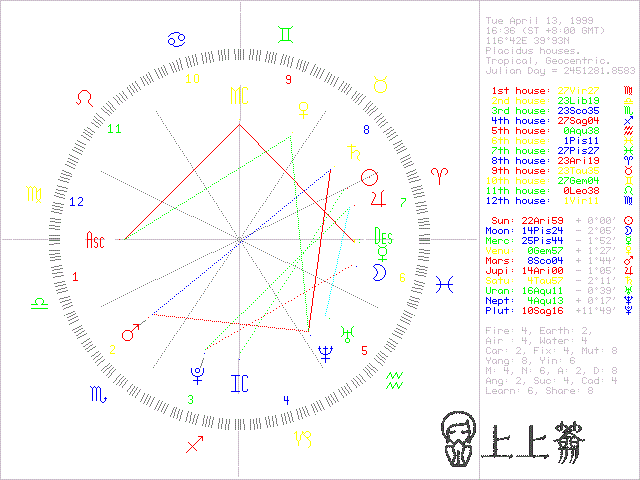 Tue April 13, 1999
16:36 (ST +8:00 GMT)
116°42E 39°93N
Placidus houses.
Tropical, Geocentric.
Julian Day = 2451281.8583
1st house: 27Vir27 ♍
2nd house: 23Lib19 ♎
3rd house: 23Sco35 ♏
4th house: 27Sag04 ♐
5th house: 0Aqu38 ♒
6th house: 1Pis11 ♓
7th house: 27Pis27 ♓
8th house: 23Ari19 ♈
9th house: 23Tau35 ♉
10th house: 27Gem04 ♊
11th house: 0Leo38 ♌
12th house: 1Vir11 ♍
Sun: 22Ari59 + 0°00' ☉
Moon: 14Pis24 - 2°05' ☽
Merc: 25Pis44 - 1°52' ☿
Venu: 0Gem57 + 1°27' ♀
Mars: 8Sco04 + 1°44' ♂
Jupi: 14Ari00 - 1°05' ♃
Satu: 4Tau57 - 2°11' ♄
Uran: 16Aqu11 - 0°39' ♅
Nept: 4Aqu13 + 0°17' ♆
Plut: 10Sag16 +11°49' ♇
Fire: 4, Earth: 2,
Air : 4, Water: 4
Car: 2, Fix: 4, Mut: 8
Yang: 8, Yin: 6
M: 4, N: 6, A: 2, D: 8
Ang: 2, Suc: 4, Cad: 4
Learn: 6, Share: 8
♋ ♊
10 9 ♉
♌ MC ♀
11 8
♄ ☉ ♈
♃
♍ 12 7
Asc Des
☿
1 ☽ 6 ♓
♎
♂ ♅
2 ♆ 5
♇ IC ♒
♏ 3 4
♐ ♑
上上